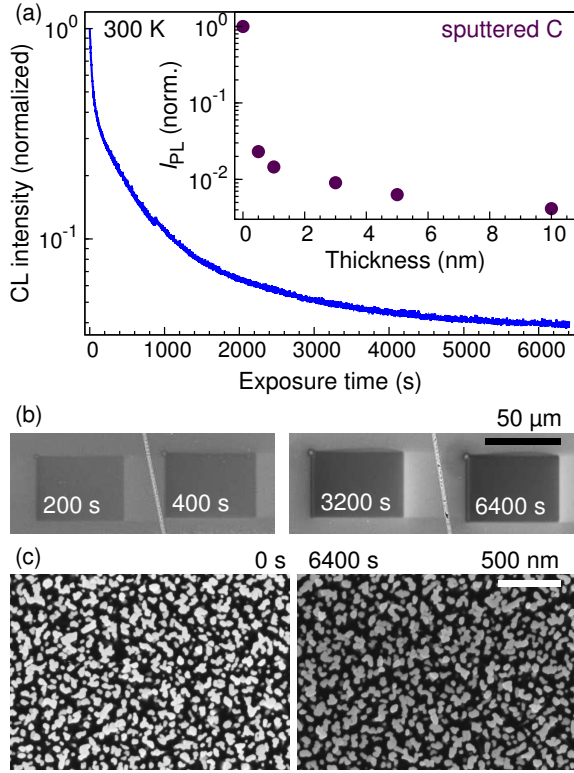 (a)
300 K
sputtered C
10⁰
10⁻¹
CL intensity (normalized)
10⁰
10⁻¹
10⁻²
I_PL (norm.)
0 2 4 6 8 10
Thickness (nm)
0 1000 2000 3000 4000 5000 6000
Exposure time (s)
(b)
50 µm
200 s
400 s
3200 s
6400 s
(c)
0 s
6400 s
500 nm